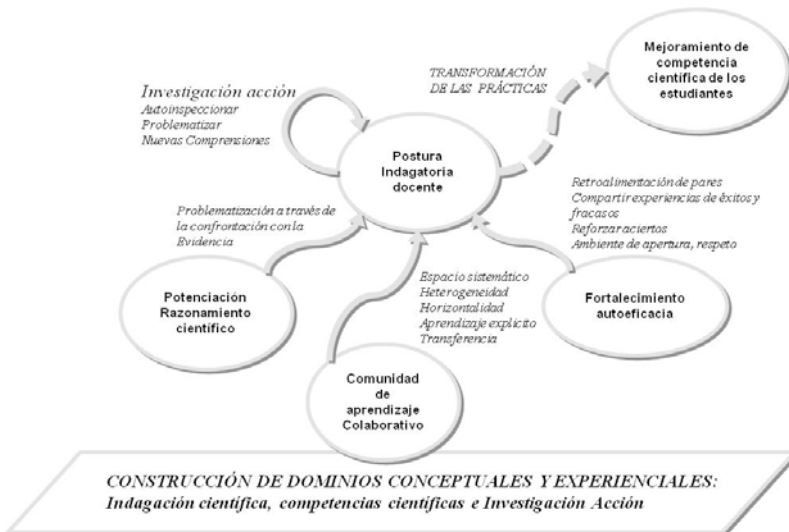 Mejoramiento de
competencia
científica de los
estudiantes
TRANSFORMACIÓN
DE LAS PRÁCTICAS
Investigación acción
Autoinspeccionar
Problematizar
Nuevas Comprensiones
Postura
Indagatoria
docente
Retroalimentación de pares
Compartir experiencias de éxitos y
fracasos
Reforzar aciertos
Ambiente de apertura, respeto
Problematización a través de
la confrontación con la
Evidencia
Espacio sistemático
Heterogeneidad
Horizontalidad
Aprendizaje explícito
Transferencia
Potenciación
Razonamiento
científico
Fortalecimiento
autoeficacia
Comunidad
de
aprendizaje
Colaborativo
CONSTRUCCIÓN DE DOMINIOS CONCEPTUALES Y EXPERIENCIALES:
Indagación científica, competencias científicas e Investigación Acción